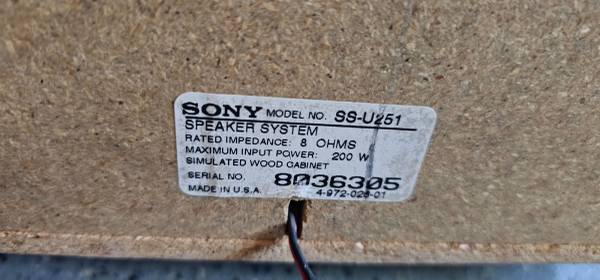 SONY MODEL NO. SS-U251
SPEAKER SYSTEM
RATED IMPEDANCE: 8 OHMS
MAXIMUM INPUT POWER: 200 W
SIMULATED WOOD CABINET
SERIAL NO. 8036305
MADE IN U.S.A. 4-972-026-01